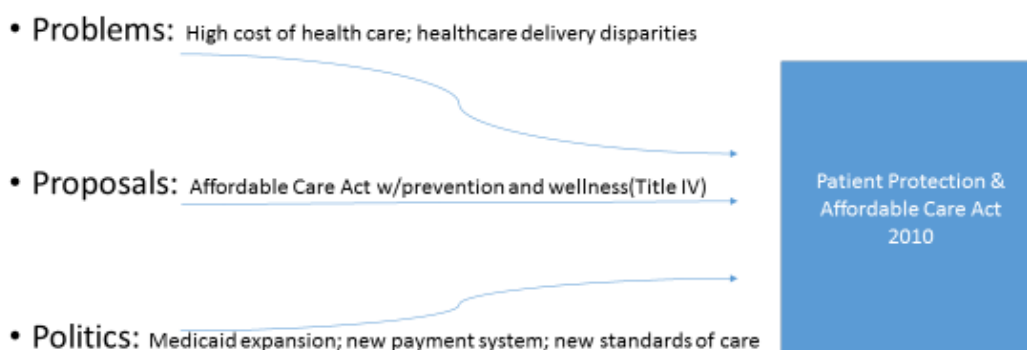 • Problems: High cost of health care; healthcare delivery disparities
• Proposals: Affordable Care Act w/prevention and wellness(Title IV)
Patient Protection &
Affordable Care Act
2010
• Politics: Medicaid expansion; new payment system; new standards of care